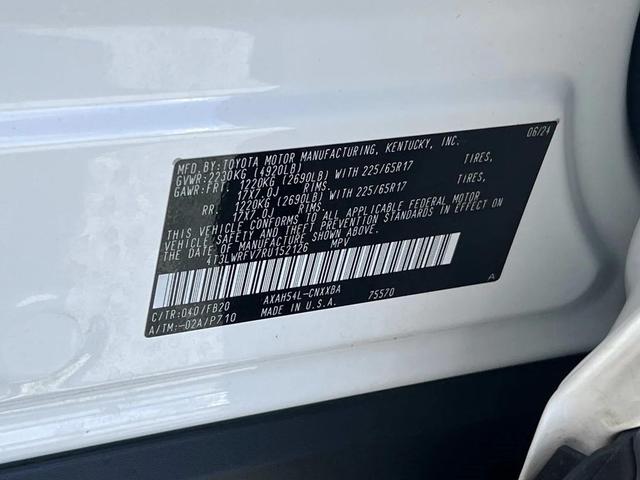 MFD.BY:TOYOTA MOTOR MANUFACTURING, KENTUCKY, INC. 06/24
GVWR:2230KG (4920LB)
GAWR:FRT. 1220KG (2690LB) WITH 225/65R17 TIRES,
17X7.0J RIMS.
RR. 1220KG (2690LB) WITH 225/65R17 TIRES,
17X7.0J RIMS.
THIS VEHICLE CONFORMS TO ALL APPLICABLE FEDERAL MOTOR
VEHICLE SAFETY AND THEFT PREVENTION STANDARDS IN EFFECT ON
THE DATE OF MANUFACTURE SHOWN ABOVE.
4T3LWRFV7RU152126 MPV
A
C/TR:040/FB20 AXAH54L-CNXXBA 75570
A/TM:-02A/P710 MADE IN U.S.A.